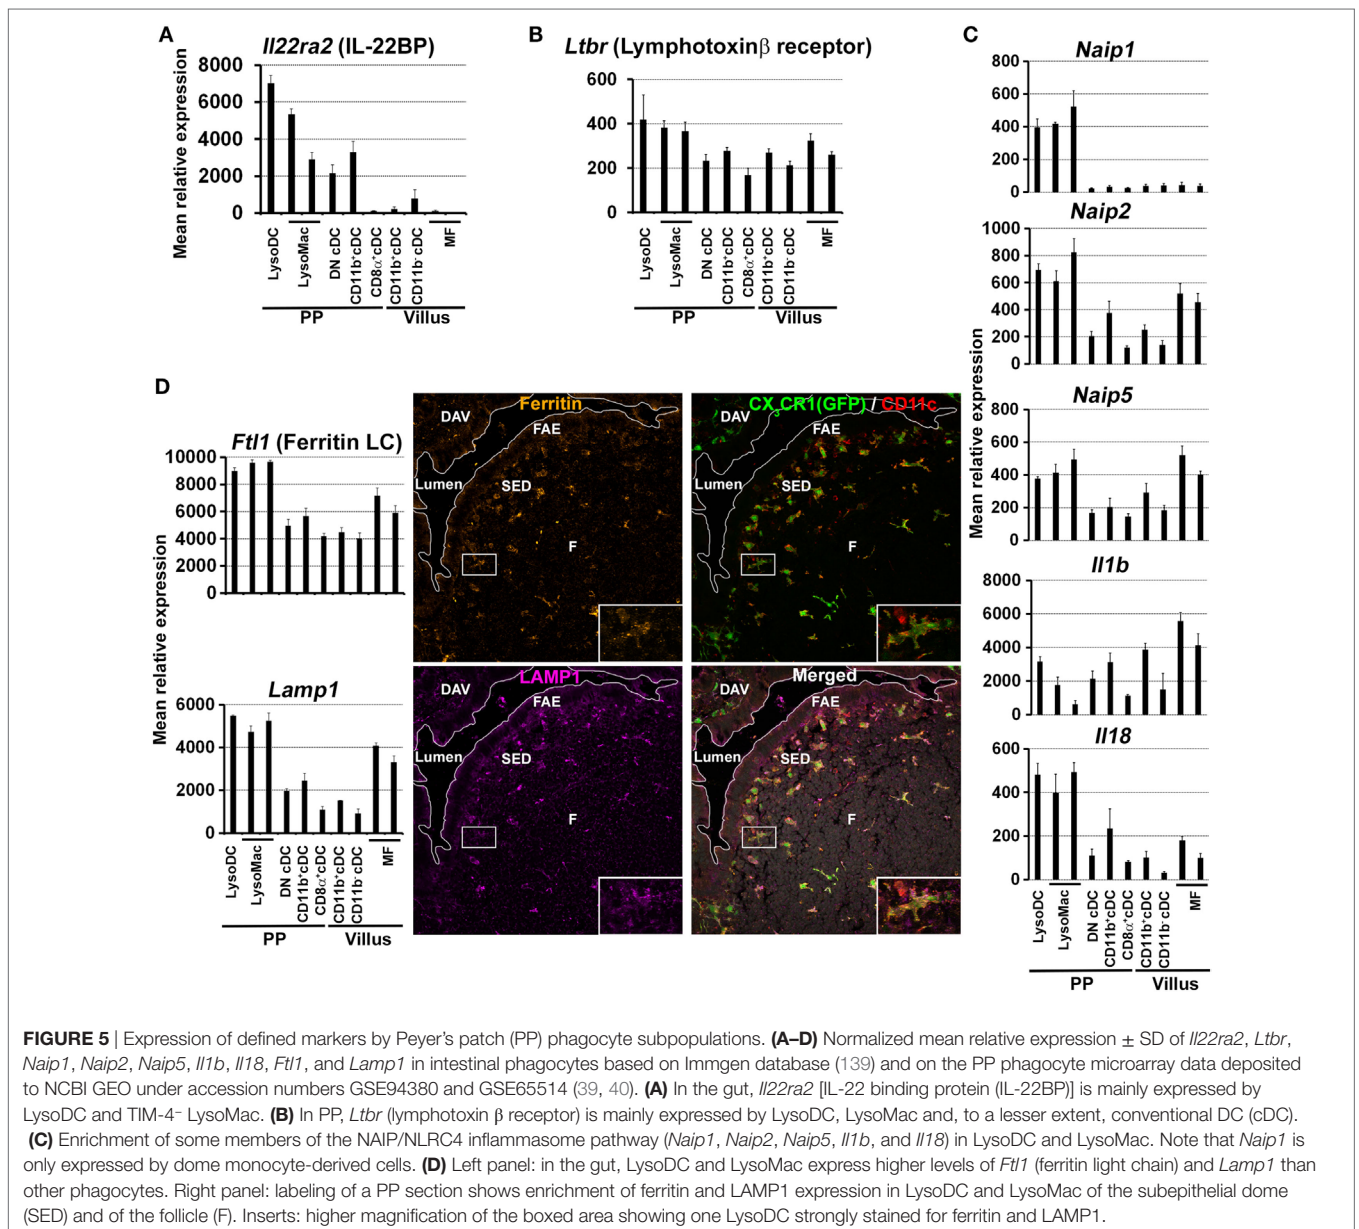 A
Il22ra2 (IL-22BP)
Mean relative expression
8000
6000
4000
2000
0
LysoDC
LysoMac
DN cDC
CD11b⁺cDC
CD8α⁺cDC
CD11b⁺cDC
CD11b⁻cDC
MF
PP
Villus
B
Ltbr (Lymphotoxinβ receptor)
600
400
200
0
LysoDC
LysoMac
DN cDC
CD11b⁺cDC
CD8α⁺cDC
CD11b⁺cDC
CD11b⁻cDC
MF
PP
Villus
C
Naip1
800
600
400
200
0
Naip2
1000
800
600
400
200
0
Mean relative expression
Naip5
800
600
400
200
0
Il1b
8000
6000
4000
2000
0
Il18
600
400
200
0
LysoDC
LysoMac
DN cDC
CD11b⁺cDC
CD8α⁺cDC
CD11b⁺cDC
CD11b⁻cDC
MF
PP
Villus
D
Ftl1 (Ferritin LC)
Mean relative expression
10000
8000
6000
4000
2000
0
Lamp1
6000
4000
2000
0
LysoDC
LysoMac
DN cDC
CD11b⁺cDC
CD8α⁺cDC
CD11b⁺cDC
CD11b⁻cDC
MF
PP
Villus
Ferritin
DAV
FAE
Lumen
SED
F
CX₃CR1(GFP) / CD11c
DAV
FAE
Lumen
SED
F
LAMP1
DAV
FAE
Lumen
SED
F
Merged
DAV
FAE
Lumen
SED
F
FIGURE 5 | Expression of defined markers by Peyer's patch (PP) phagocyte subpopulations. (A–D) Normalized mean relative expression ± SD of Il22ra2, Ltbr,
Naip1, Naip2, Naip5, Il1b, Il18, Ftl1, and Lamp1 in intestinal phagocytes based on Immgen database (139) and on the PP phagocyte microarray data deposited
to NCBI GEO under accession numbers GSE94380 and GSE65514 (39, 40). (A) In the gut, Il22ra2 [IL-22 binding protein (IL-22BP)] is mainly expressed by
LysoDC and TIM-4⁻ LysoMac. (B) In PP, Ltbr (lymphotoxin β receptor) is mainly expressed by LysoDC, LysoMac and, to a lesser extent, conventional DC (cDC).
(C) Enrichment of some members of the NAIP/NLRC4 inflammasome pathway (Naip1, Naip2, Naip5, Il1b, and Il18) in LysoDC and LysoMac. Note that Naip1 is
only expressed by dome monocyte-derived cells. (D) Left panel: in the gut, LysoDC and LysoMac express higher levels of Ftl1 (ferritin light chain) and Lamp1 than
other phagocytes. Right panel: labeling of a PP section shows enrichment of ferritin and LAMP1 expression in LysoDC and LysoMac of the subepithelial dome
(SED) and of the follicle (F). Inserts: higher magnification of the boxed area showing one LysoDC strongly stained for ferritin and LAMP1.